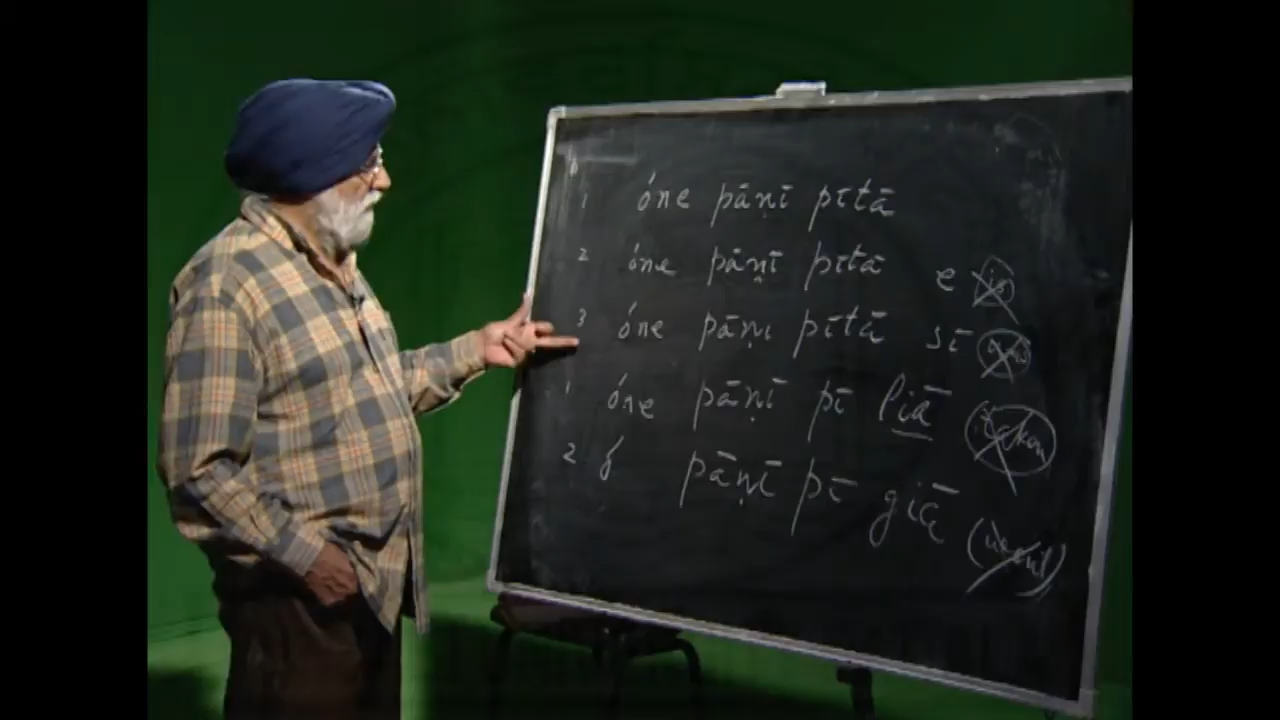 1 óne pāṇī pītā
2 óne pāṇī pītā e
3 óne pāṇi pītā sī
1 óne pāṇī pī liā
2 ó pāṇī pī giā